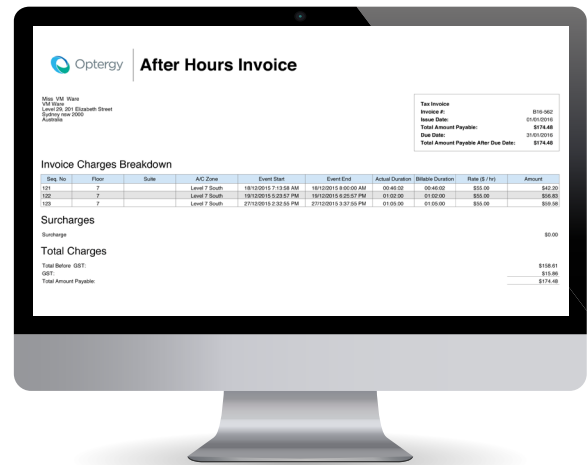 Optergy
After Hours Invoice
Miss VM Ware
VM Ware
Level 29, 201 Elizabeth Street
Sydney nsw 2000
Australia
Tax Invoice
Invoice #: B16-562
Issue Date: 01/01/2016
Total Amount Payable: $174.48
Due Date: 31/01/2016
Total Amount Payable After Due Date: $174.48
Invoice Charges Breakdown
Seq. No Floor Suite A/C Zone Event Start Event End Actual Duration Billable Duration Rate ($ / hr) Amount
121 7 Level 7 South 18/12/2015 7:13:58 AM 18/12/2015 8:00:00 AM 00:46:02 00:46:02 $55.00 $42.20
122 7 Level 7 South 19/12/2015 5:23:57 PM 19/12/2015 6:25:57 PM 01:02:00 01:02:00 $55.00 $56.83
123 7 Level 7 South 27/12/2015 2:32:55 PM 27/12/2015 3:37:55 PM 01:05:00 01:05:00 $55.00 $59.58
Surcharges
Surcharge $0.00
Total Charges
Total Before GST: $158.61
GST: $15.86
Total Amount Payable: $174.48